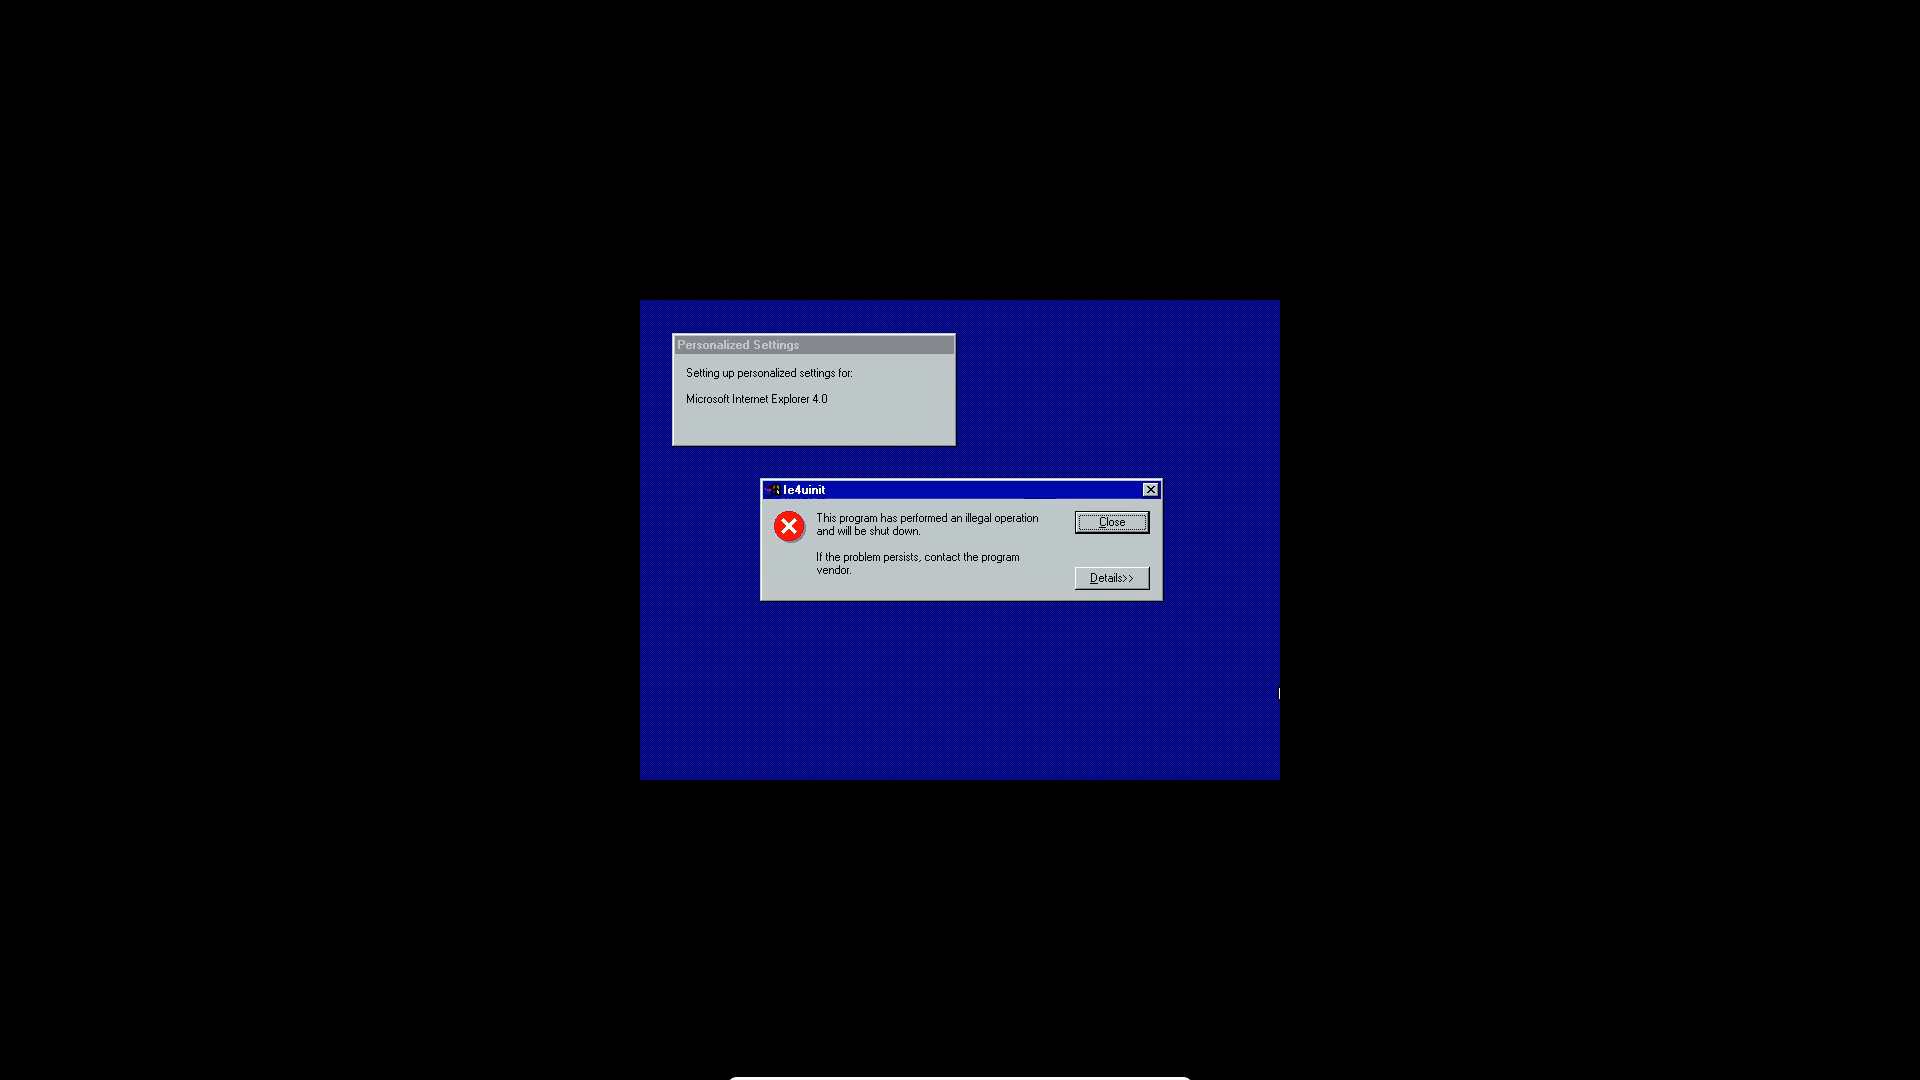 Personalized Settings
Setting up personalized settings for:
Microsoft Internet Explorer 4.0
Ie4uinit
This program has performed an illegal operation
and will be shut down.
If the problem persists, contact the program
vendor.
Close
Details>>